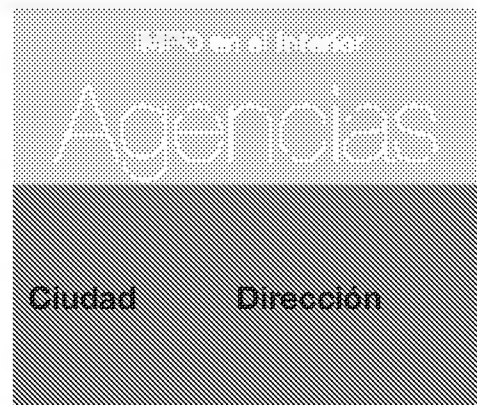 IMPO en el Interior
Agencias
Ciudad Dirección